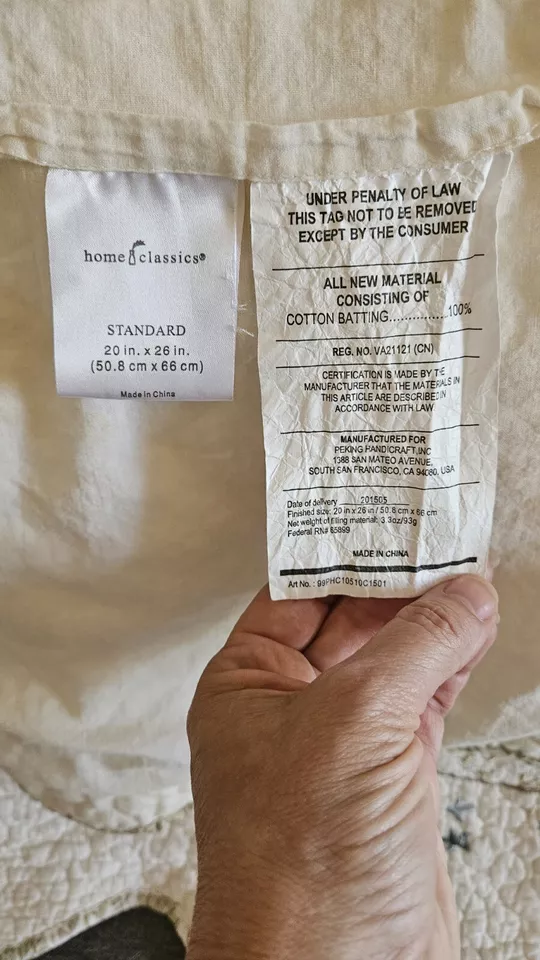 home classics®
STANDARD
20 in. x 26 in.
(50.8 cm x 66 cm)
Made in China
UNDER PENALTY OF LAW
THIS TAG NOT TO BE REMOVED
EXCEPT BY THE CONSUMER
ALL NEW MATERIAL
CONSISTING OF
COTTON BATTING................100%
REG. NO. VA21121 (CN)
CERTIFICATION IS MADE BY THE
MANUFACTURER THAT THE MATERIALS IN
THIS ARTICLE ARE DESCRIBED IN
ACCORDANCE WITH LAW
MANUFACTURED FOR
PEKING HANDICRAFT,INC
1388 SAN MATEO AVENUE,
SOUTH SAN FRANCISCO, CA 94080, USA
Date of delivery 201505
Finished size: 20 in x 26 in / 50.8 cm x 66 cm
Net weight of filling material: 3.3oz/93g
Federal RN# 65899
MADE IN CHINA
Art No.: 99PHC10510C1501